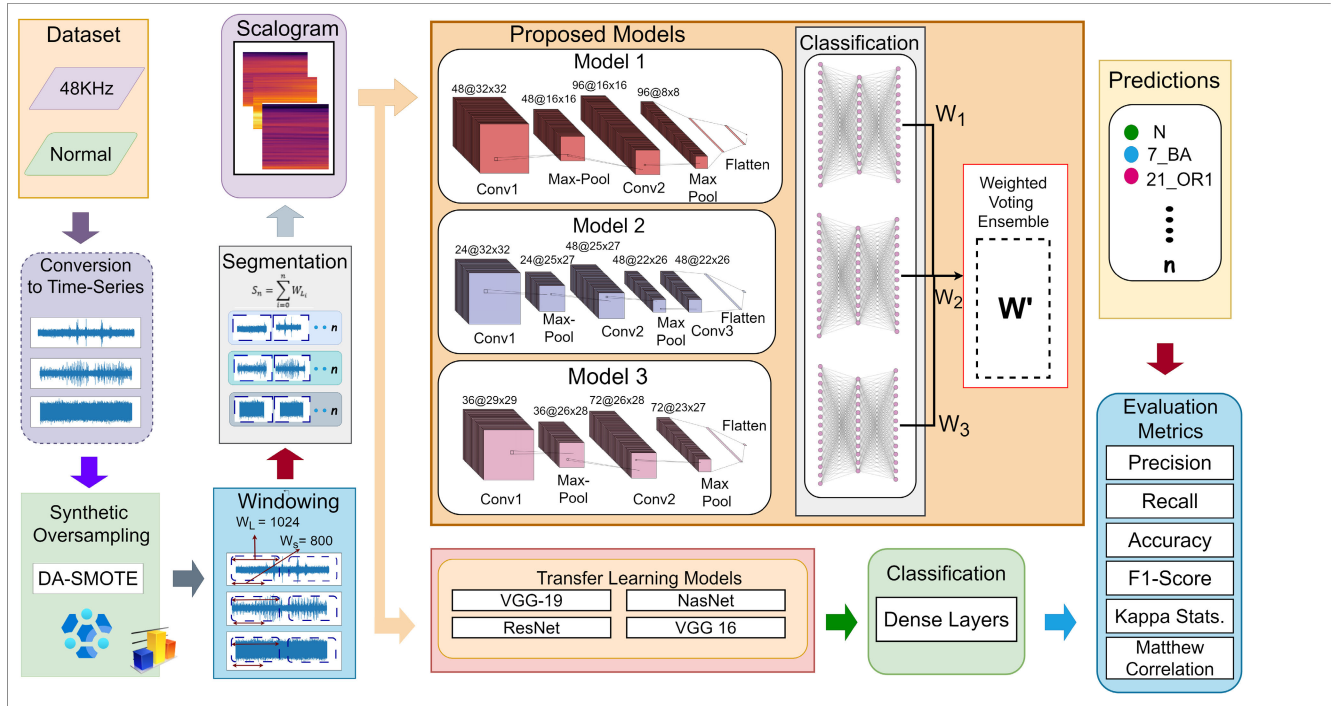 Dataset
48KHz
Normal
Conversion
to Time-Series
Synthetic
Oversampling
DA-SMOTE
Windowing
W_L = 1024
W_s = 800
Segmentation
S_n = \sum_{i=0}^{n} W_{L_i}
n
n
n
Scalogram
Proposed Models
Model 1
48@32x32
48@16x16
96@16x16
96@8x8
Conv1
Max-Pool
Conv2
Max
Pool
Flatten
Model 2
24@32x32
24@25x27
48@25x27
48@22x26
48@22x26
Conv1
Max-
Pool
Conv2
Max
Pool
Conv3
Flatten
Model 3
36@29x29
36@26x28
72@26x28
72@23x27
Conv1
Max-
Pool
Conv2
Max
Pool
Flatten
Classification
W_1
W_2
W_3
Weighted
Voting
Ensemble
W'
Transfer Learning Models
VGG-19
NasNet
ResNet
VGG 16
Classification
Dense Layers
Predictions
N
7_BA
21_OR1
n
Evaluation
Metrics
Precision
Recall
Accuracy
F1-Score
Kappa Stats.
Matthew
Correlation